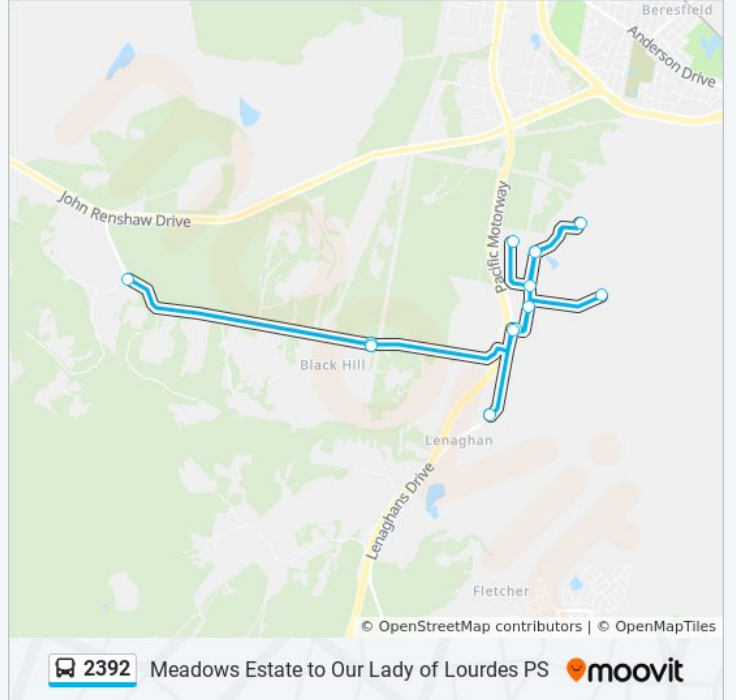 Beresfield
Anderson Drive
John Renshaw Drive
Pacific Motorway
Black Hill
Lenaghan
Lenaghans Drive
Fletcher
© OpenStreetMap contributors | © OpenMapTiles
2392 Meadows Estate to Our Lady of Lourdes PS moovit